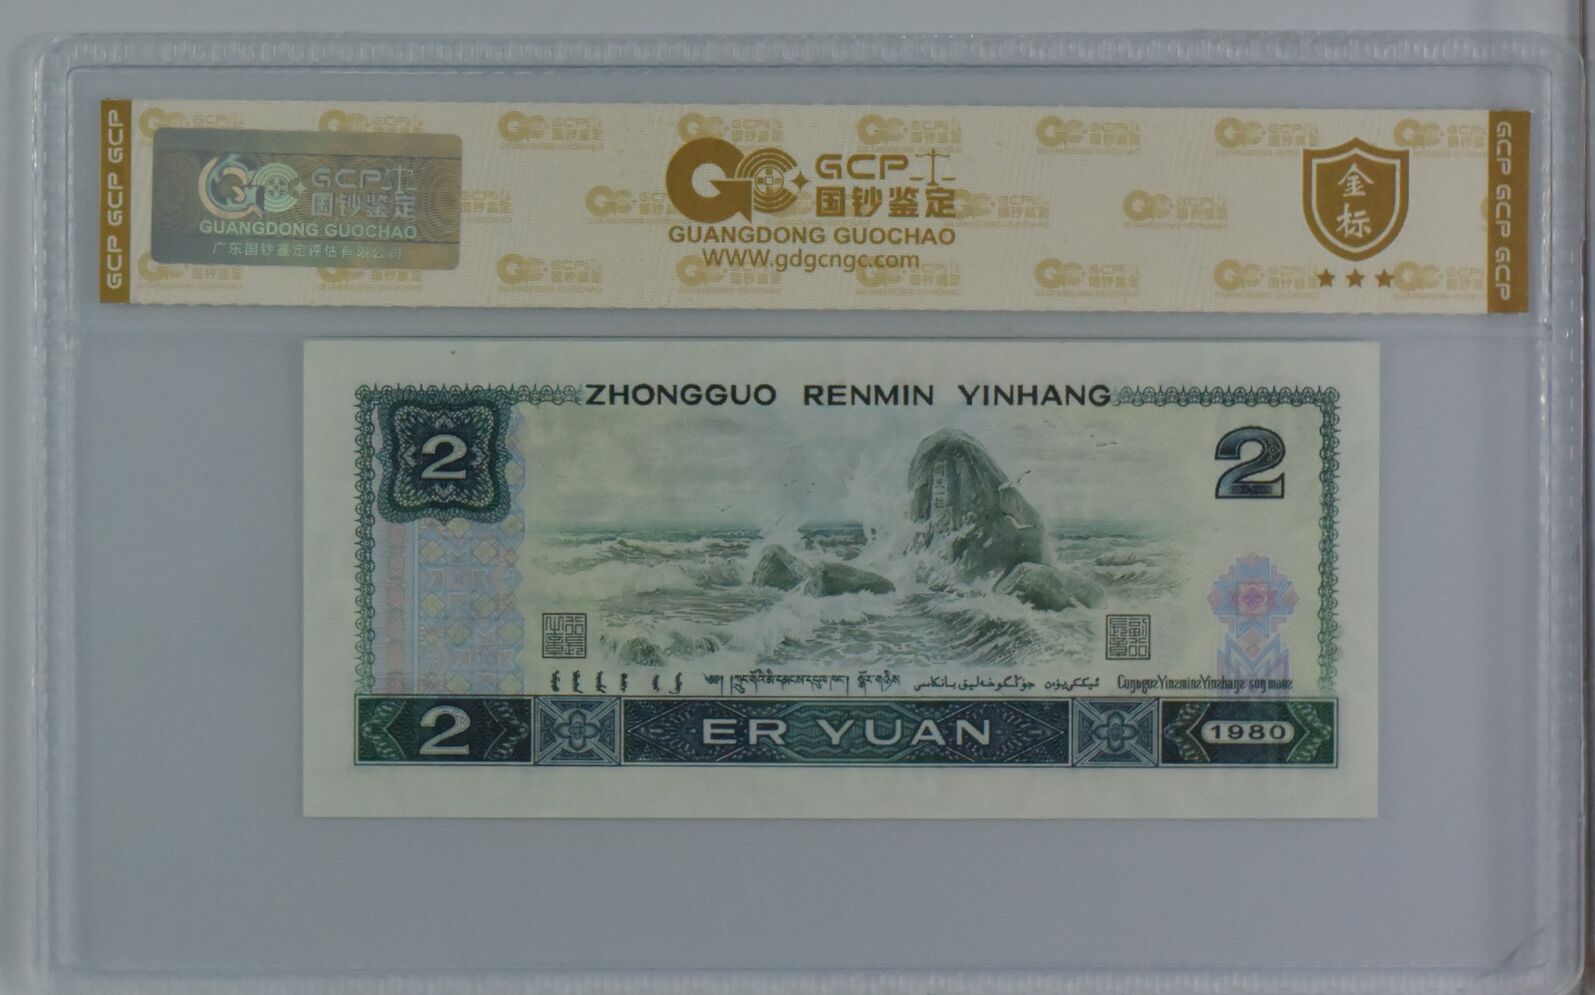 GCP GCP GCP
GCP
国钞鉴定
GUANGDONG GUOCHAO
广东国钞鉴定评估有限公司
GCP
国钞鉴定
GUANGDONG GUOCHAO
WWW.gdgcngc.com
金
标
GCP GCP GCP
ZHONGGUO RENMIN YINHANG
2
2
2
ER YUAN
1980